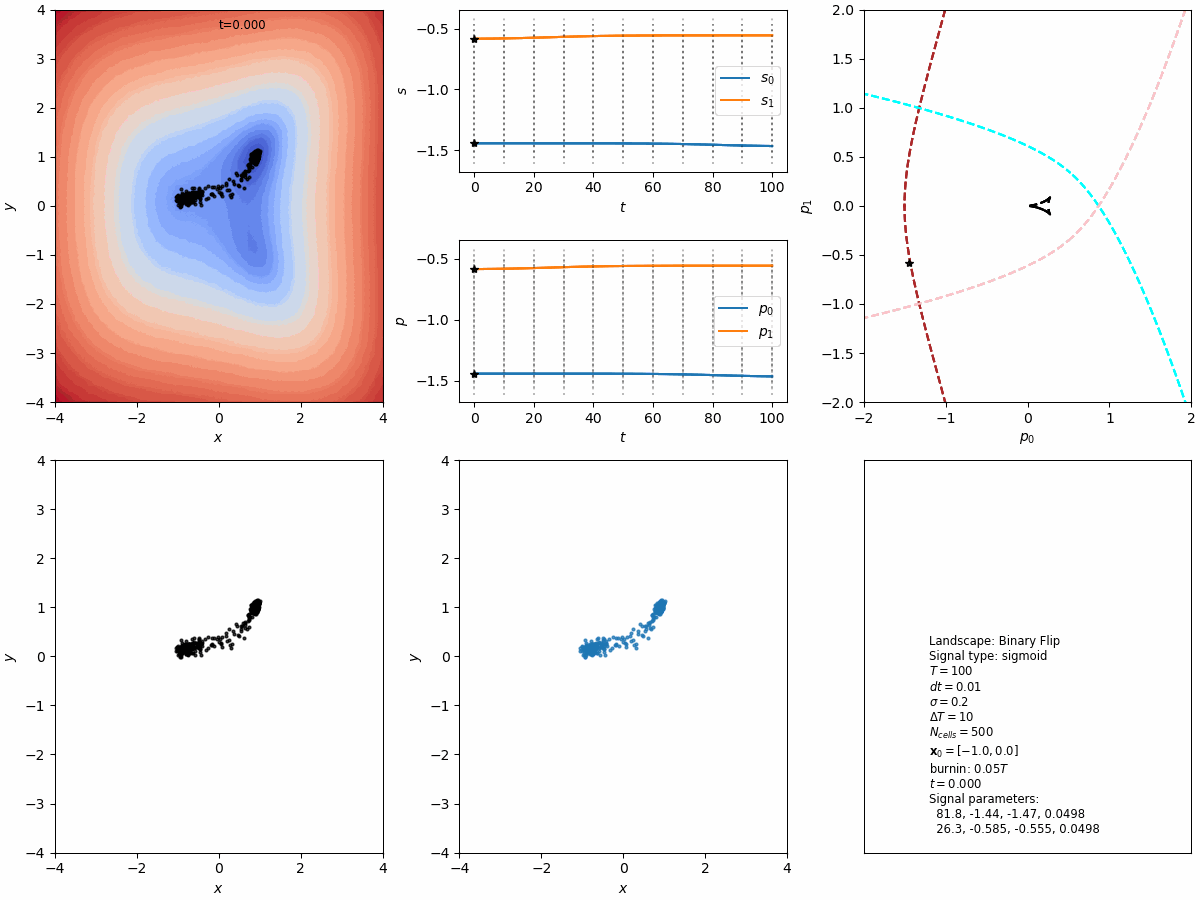 t=0.000
4
3
2
1
0
−1
−2
−3
−4
y
−4
−2
0
2
4
x
−0.5
−1.0
−1.5
s
0
20
40
60
80
100
t
s₀
s₁
−0.5
−1.0
−1.5
p
0
20
40
60
80
100
t
p₀
p₁
2.0
1.5
1.0
0.5
0.0
−0.5
−1.0
−1.5
−2.0
p₁
−2
−1
0
1
2
p₀
4
3
2
1
0
−1
−2
−3
−4
y
−4
−2
0
2
4
x
4
3
2
1
0
−1
−2
−3
−4
y
−4
−2
0
2
4
x
Landscape: Binary Flip
Signal type: sigmoid
T = 100
dt = 0.01
σ = 0.2
ΔT = 10
N_cells = 500
x₀ = [−1.0, 0.0]
burnin: 0.05T
t = 0.000
Signal parameters:
81.8, -1.44, -1.47, 0.0498
26.3, -0.585, -0.555, 0.0498